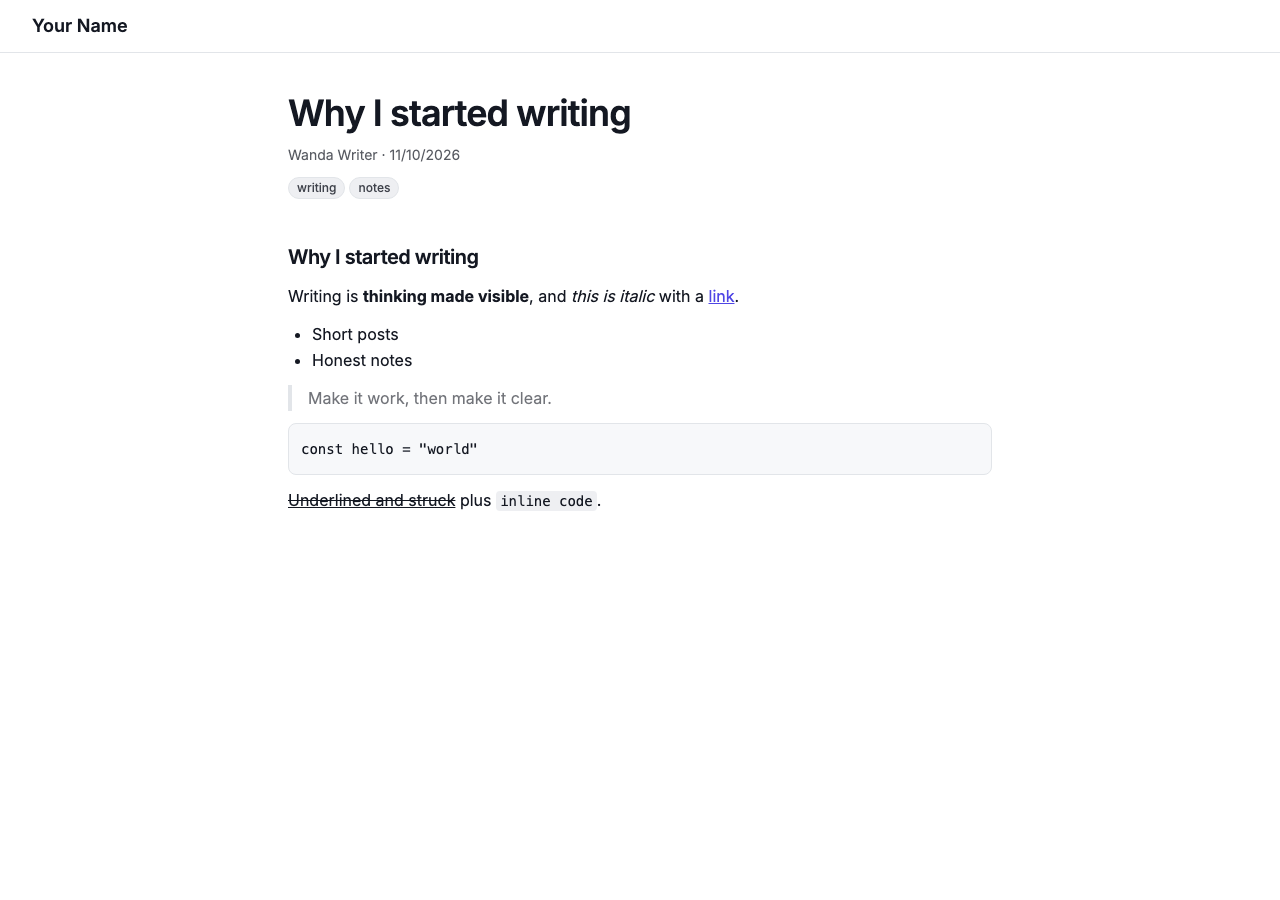 Your Name
Why I started writing
Wanda Writer · 11/10/2026
writing notes
Why I started writing
Writing is thinking made visible, and this is italic with a link.
• Short posts
• Honest notes
Make it work, then make it clear.
const hello = "world"
Underlined and struck plus inline code.